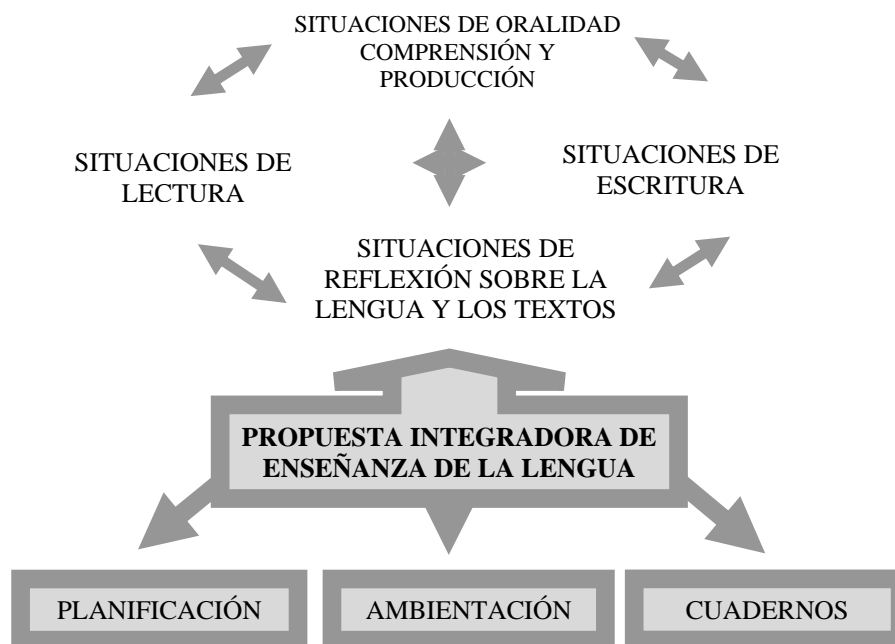 SITUACIONES DE ORALIDAD
COMPRENSIÓN Y
PRODUCCIÓN
SITUACIONES DE
LECTURA
SITUACIONES DE
ESCRITURA
SITUACIONES DE
REFLEXIÓN SOBRE LA
LENGUA Y LOS TEXTOS
PROPUESTA INTEGRADORA DE
ENSEÑANZA DE LA LENGUA
PLANIFICACIÓN
AMBIENTACIÓN
CUADERNOS